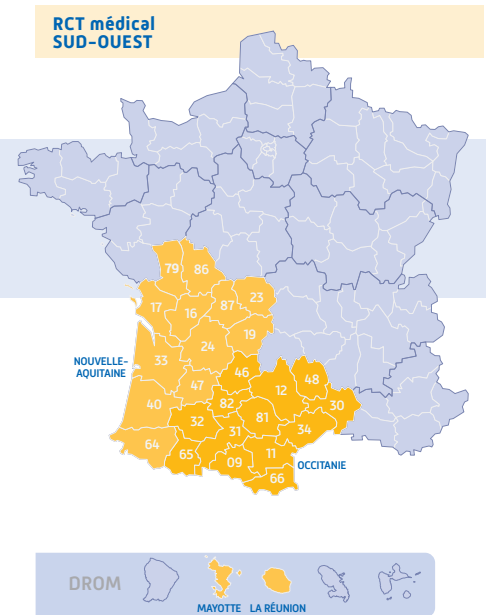 RCT médical
SUD-OUEST
79 86
17 16 87 23
33 24 19
NOUVELLE-
AQUITAINE
46
47 12 48
40 82 30
32 81
31 34
64 65 09 11
OCCITANIE
66
DROM
MAYOTTE LA RÉUNION